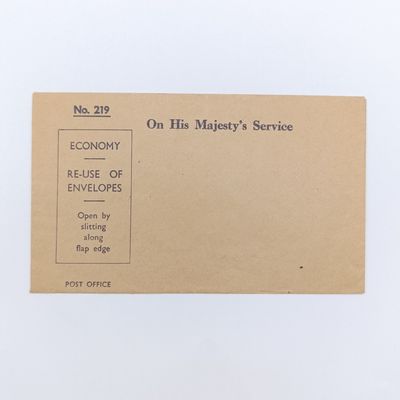 No. 219
On His Majesty's Service
ECONOMY
RE-USE OF
ENVELOPES
Open by
slitting
along
flap edge
POST OFFICE